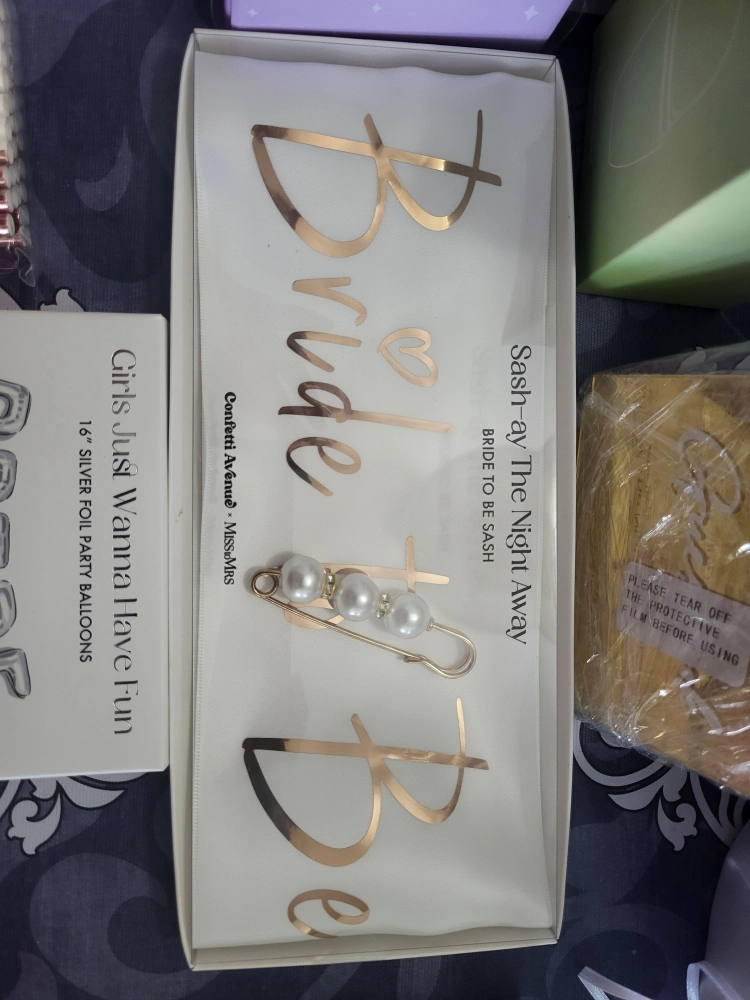 Sash-ay The Night Away
BRIDE TO BE SASH
Bride to Be
Confetti Avenue × MISStoMRS
Girls Just Wanna Have Fun
16" SILVER FOIL PARTY BALLOONS
PLEASE TEAR OFF
THE PROTECTIVE
FILM BEFORE USING